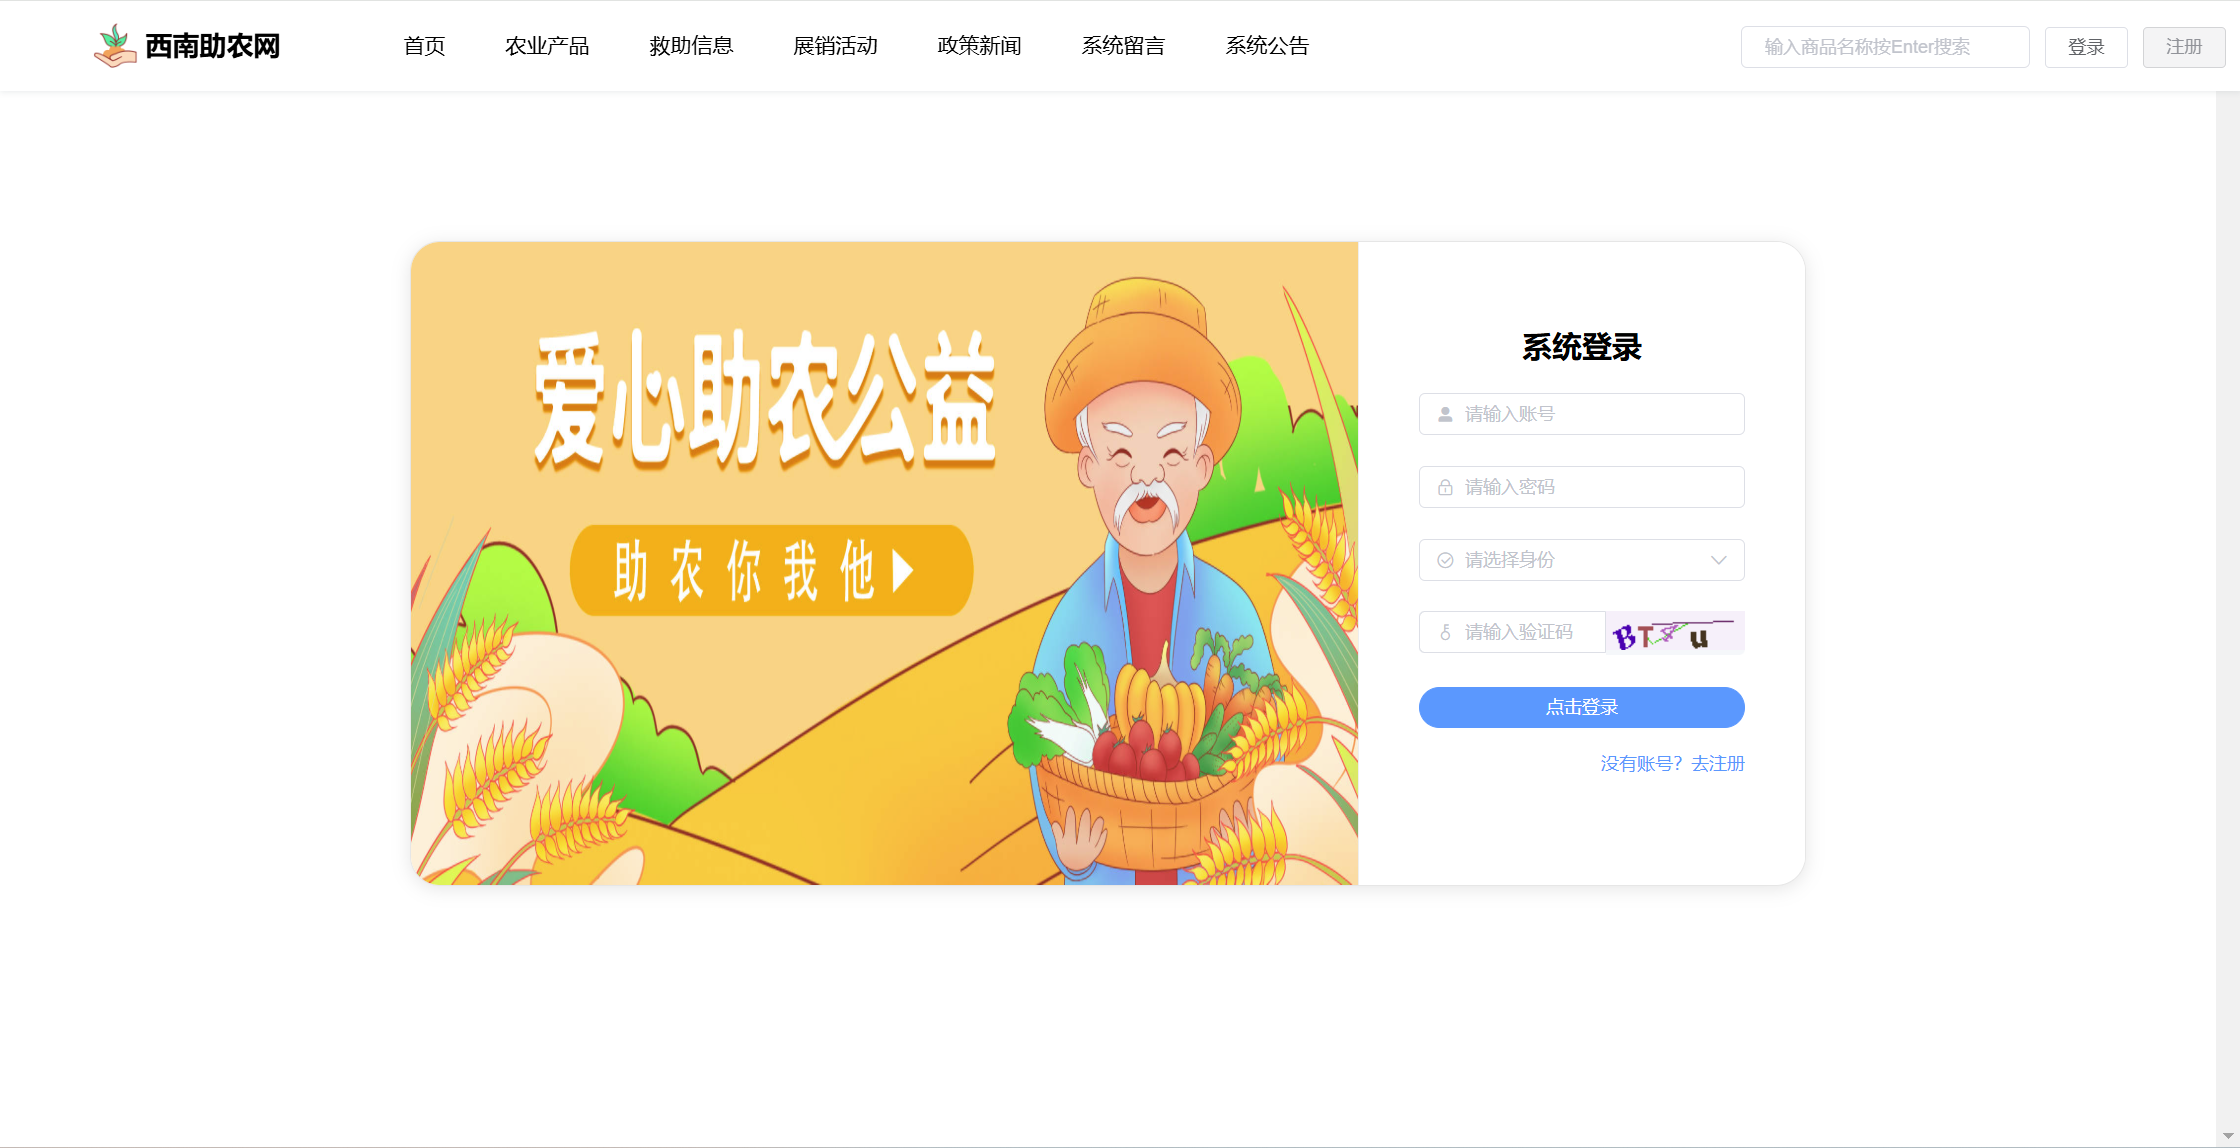 西南助农网
首页 农业产品 救助信息 展销活动 政策新闻 系统留言 系统公告
输入商品名称按Enter搜索 登录 注册
爱心助农公益
助农你我他
系统登录
请输入账号
请输入密码
请选择身份
请输入验证码
点击登录
没有账号？去注册